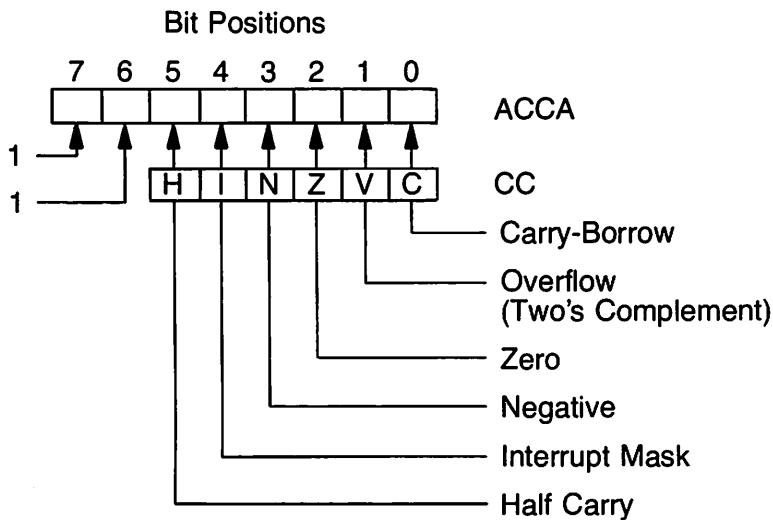 Bit Positions
7 6 5 4 3 2 1 0
ACCA
1
H I N Z V C
CC
1
Carry-Borrow
Overflow
(Two's Complement)
Zero
Negative
Interrupt Mask
Half Carry